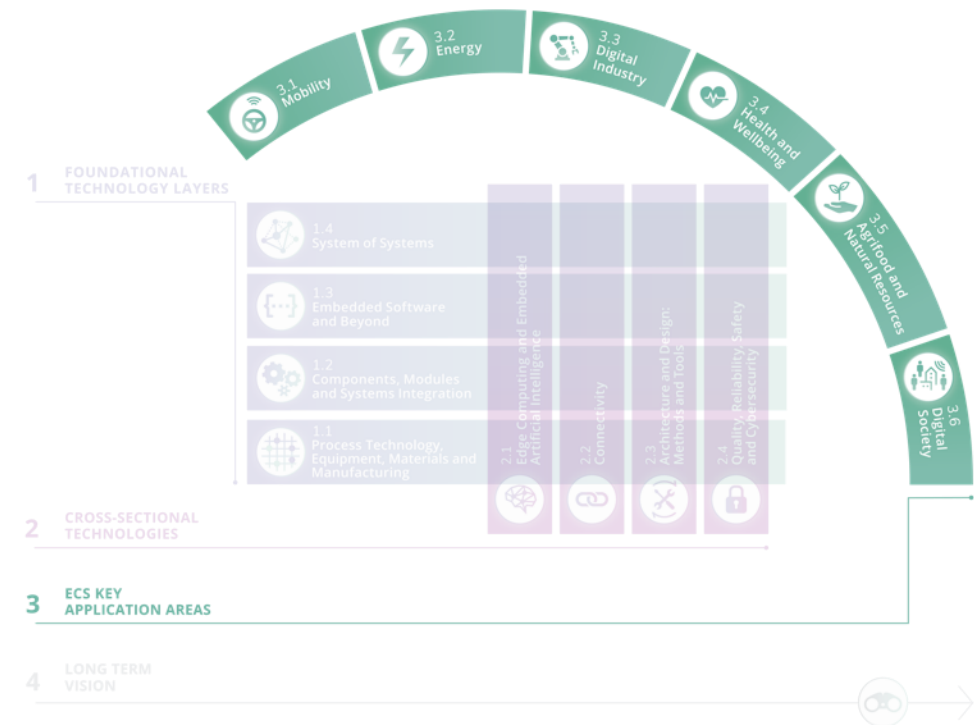 3.1
Mobility
3.2
Energy
3.3
Digital
Industry
3.4
Health and
Wellbeing
3.5
Agrifood and
Natural Resources
3.6
Digital
Society
1
FOUNDATIONAL
TECHNOLOGY LAYERS
1.4
System of Systems
1.3
Embedded Software
and Beyond
1.2
Components, Modules
and Systems Integration
1.1
Process Technology,
Equipment, Materials and
Manufacturing
2.1
Edge Computing and Embedded
Artificial Intelligence
2.2
Connectivity
2.3
Architecture and Design:
Methods and Tools
2.4
Quality, Reliability, Safety
and Cybersecurity
2
CROSS-SECTIONAL
TECHNOLOGIES
3
ECS KEY
APPLICATION AREAS
4
LONG TERM
VISION